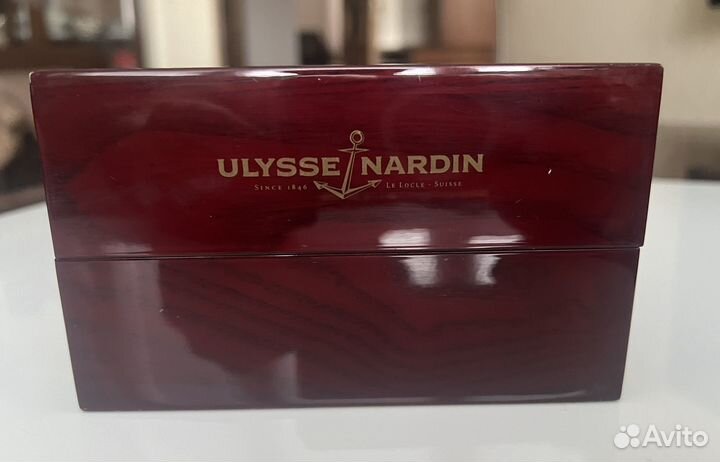 ULYSSE NARDIN
SINCE 1846 LE LOCLE - SUISSE
Avito